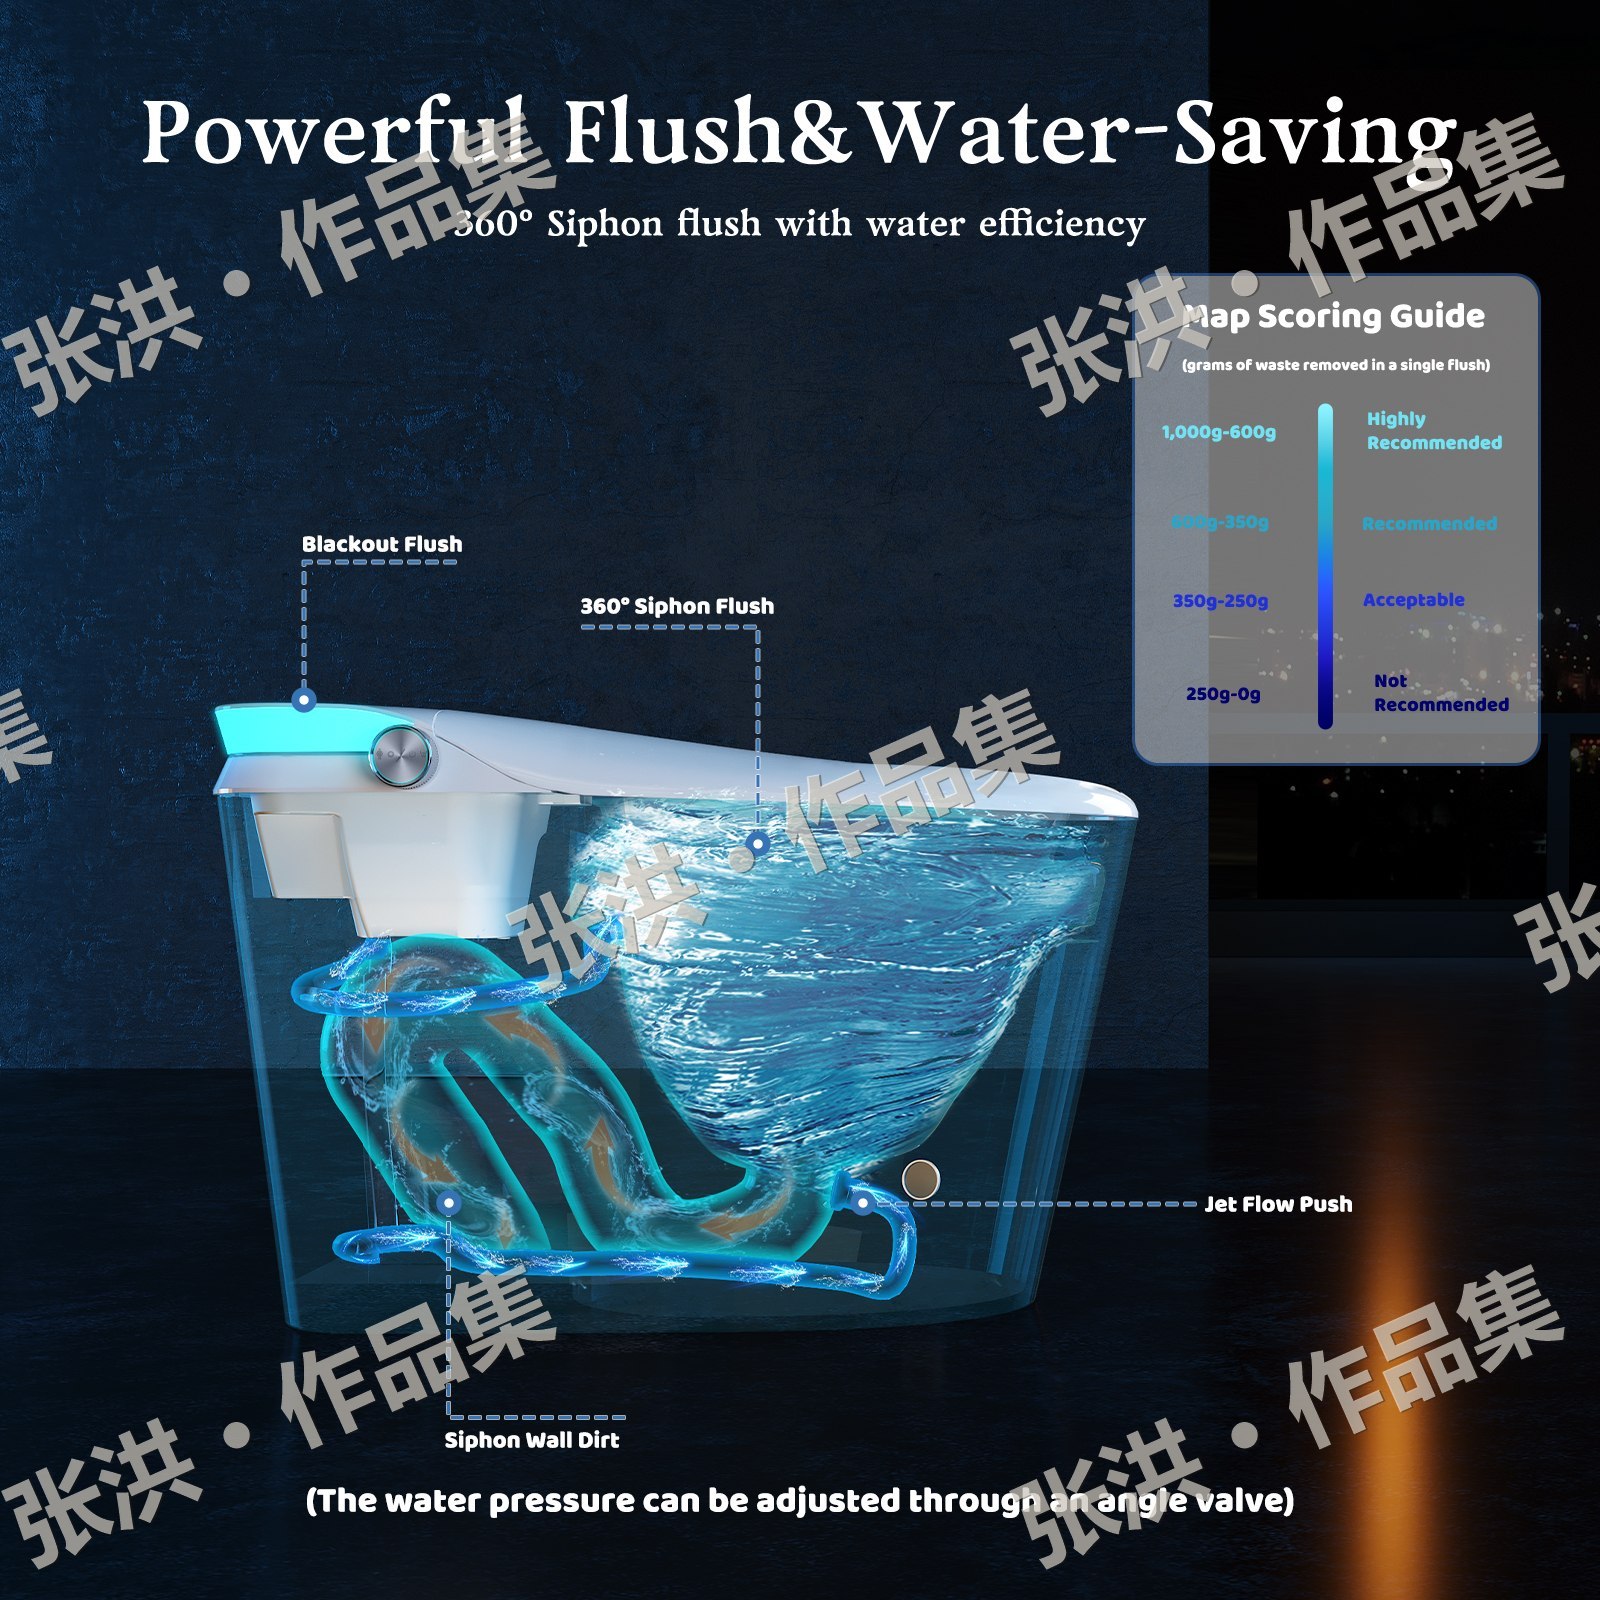 Powerful Flush&Water-Saving
360° Siphon flush with water efficiency
Map Scoring Guide
(grams of waste removed in a single flush)
1,000g-600g
Highly
Recommended
600g-350g
Recommended
350g-250g
Acceptable
250g-0g
Not
Recommended
Blackout Flush
360° Siphon Flush
Jet Flow Push
Siphon Wall Dirt
(The water pressure can be adjusted through an angle valve)
张洪·作品集
张洪·作品集
集
张洪·作品集
张
张洪·作品集
张洪·作品集